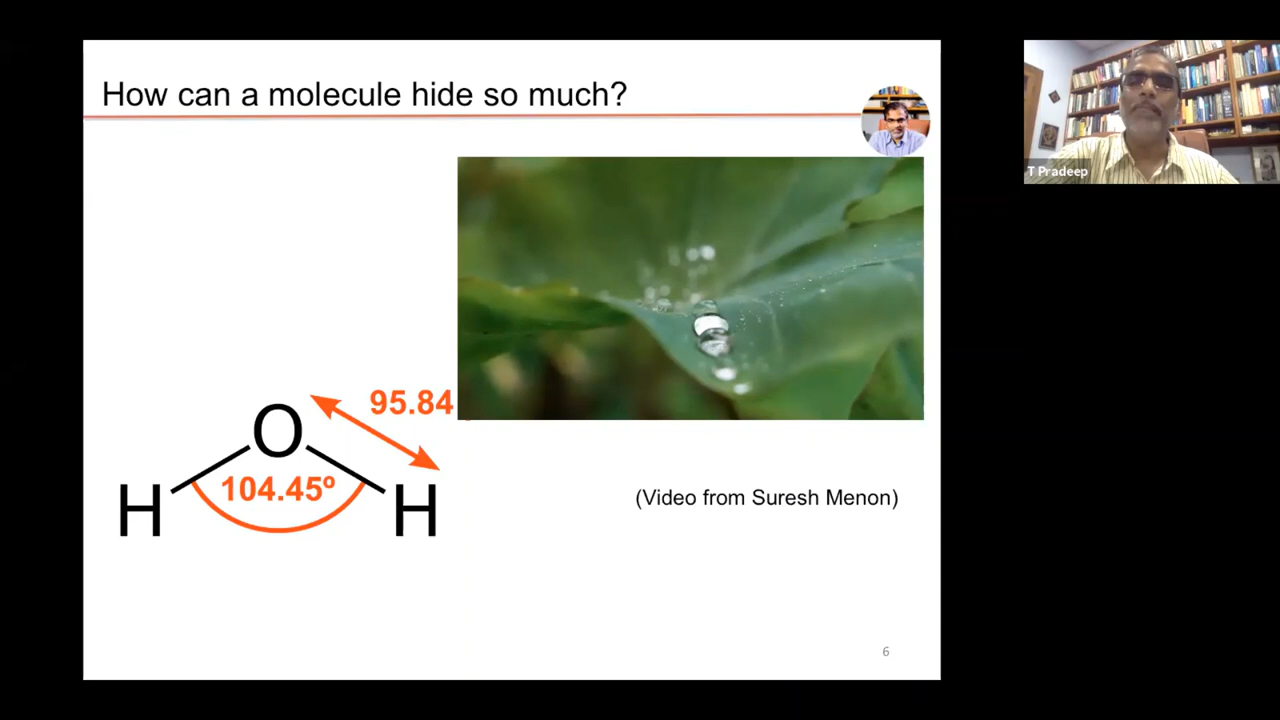 How can a molecule hide so much?
T Pradeep
95.84
O
104.45º
H
H
(Video from Suresh Menon)
6